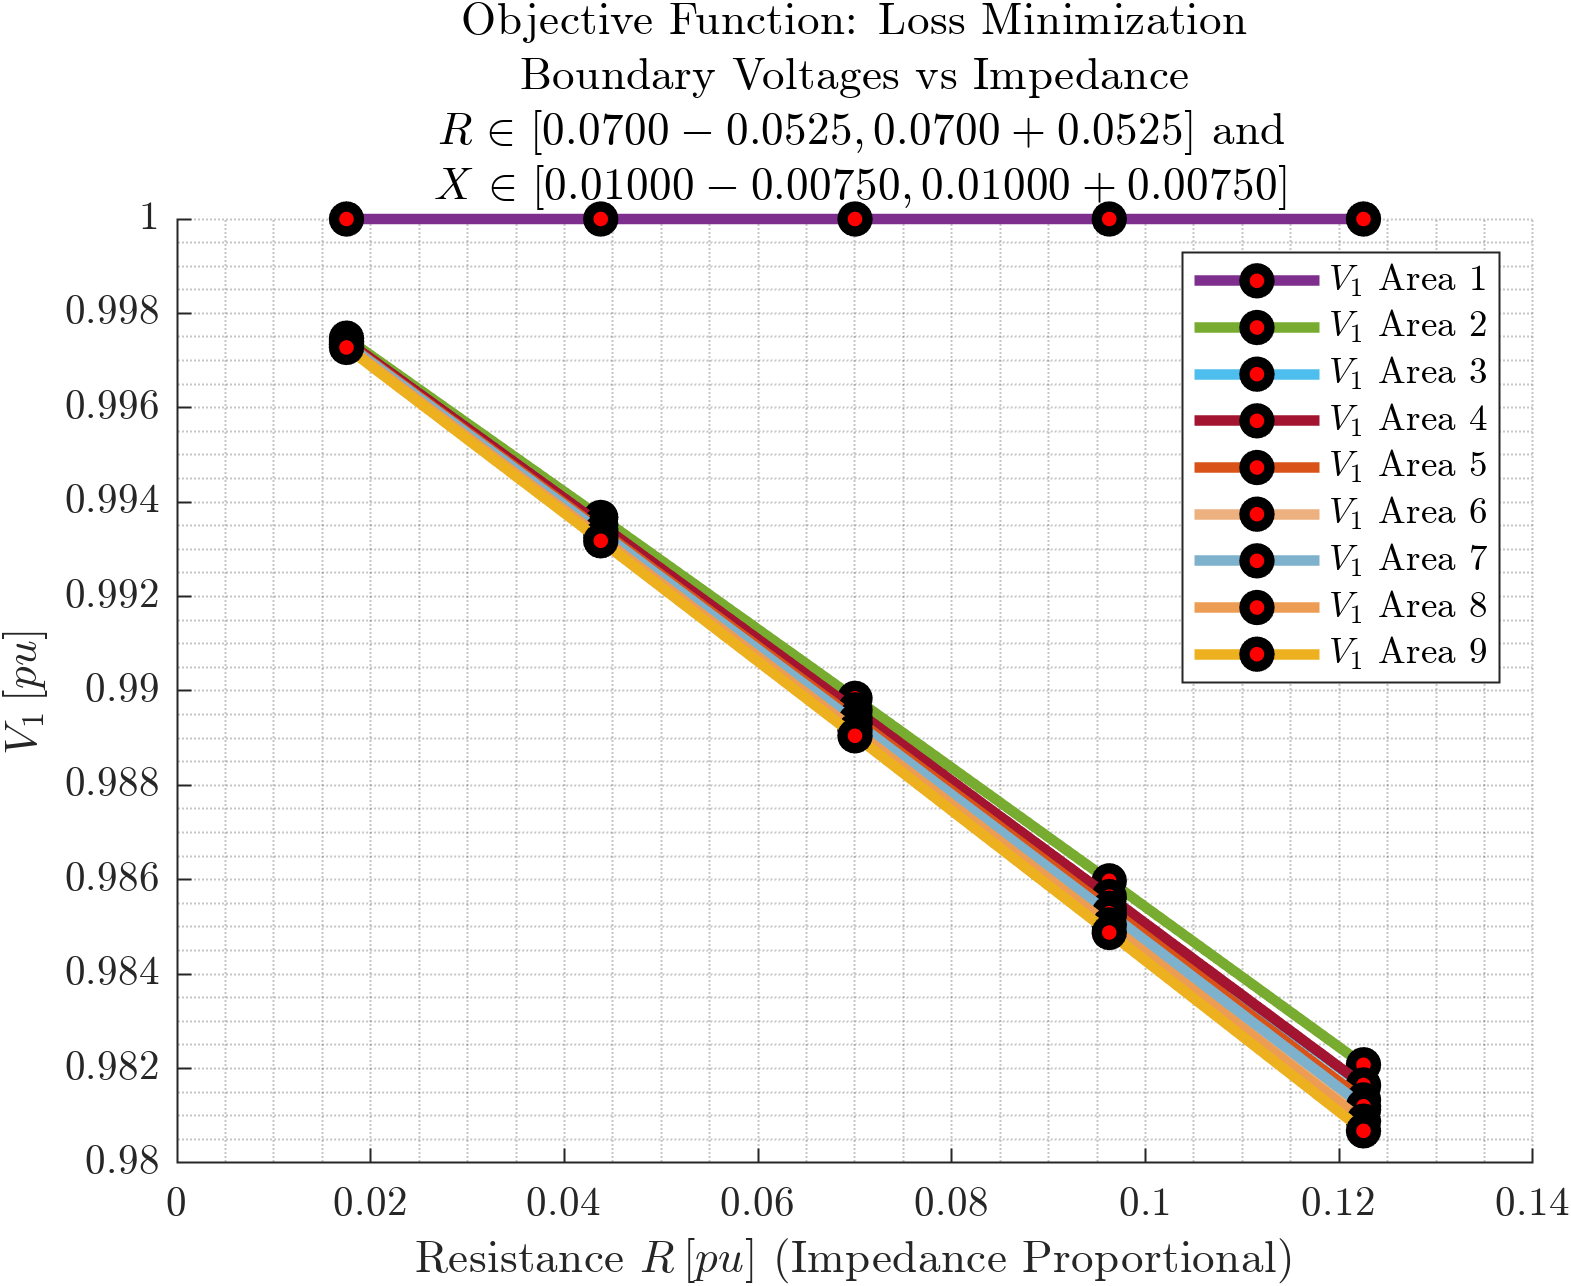 Objective Function: Loss Minimization
Boundary Voltages vs Impedance
R ∈ [0.0700 − 0.0525, 0.0700 + 0.0525] and
X ∈ [0.01000 − 0.00750, 0.01000 + 0.00750]
1
0.998
0.996
0.994
0.992
0.99
0.988
0.986
0.984
0.982
0.98
V₁ [pu]
V₁ Area 1
V₁ Area 2
V₁ Area 3
V₁ Area 4
V₁ Area 5
V₁ Area 6
V₁ Area 7
V₁ Area 8
V₁ Area 9
0 0.02 0.04 0.06 0.08 0.1 0.12 0.14
Resistance R [pu] (Impedance Proportional)